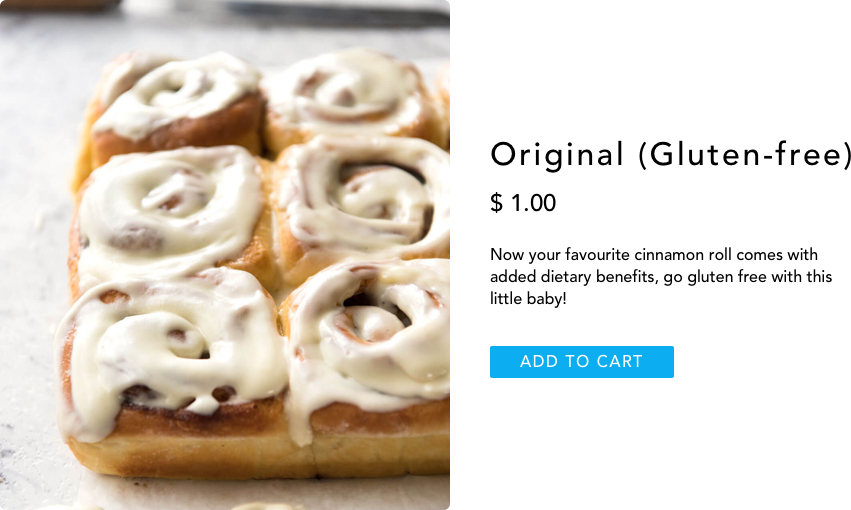 Original (Gluten-free)
$ 1.00
Now your favourite cinnamon roll comes with
added dietary benefits, go gluten free with this
little baby!
ADD TO CART